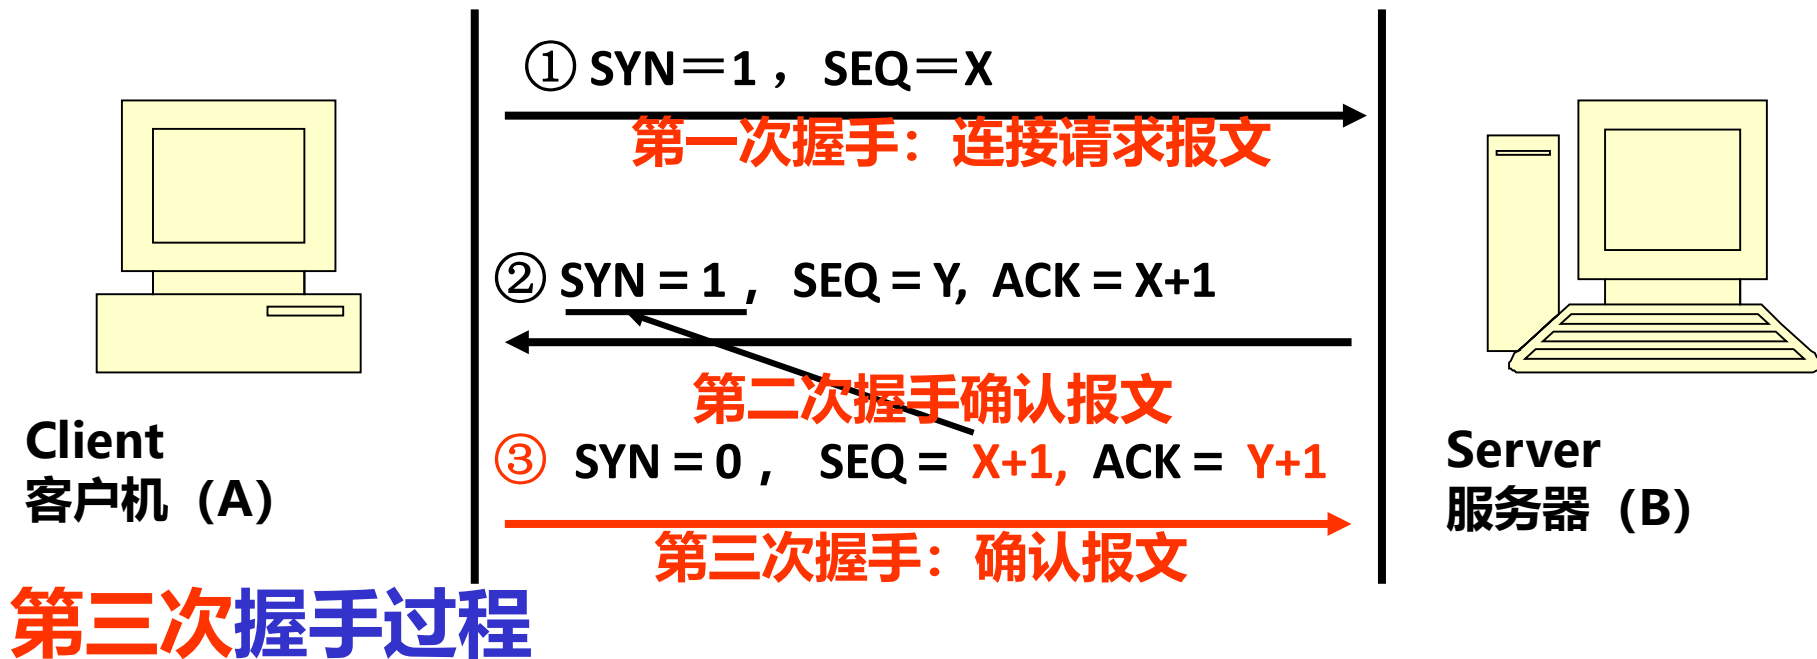 ① SYN＝1， SEQ＝X
第一次握手：连接请求报文
② SYN = 1 , SEQ = Y, ACK = X+1
第二次握手确认报文
③ SYN = 0 , SEQ = X+1, ACK = Y+1
第三次握手：确认报文
Client
客户机（A）
Server
服务器（B）
第三次握手过程